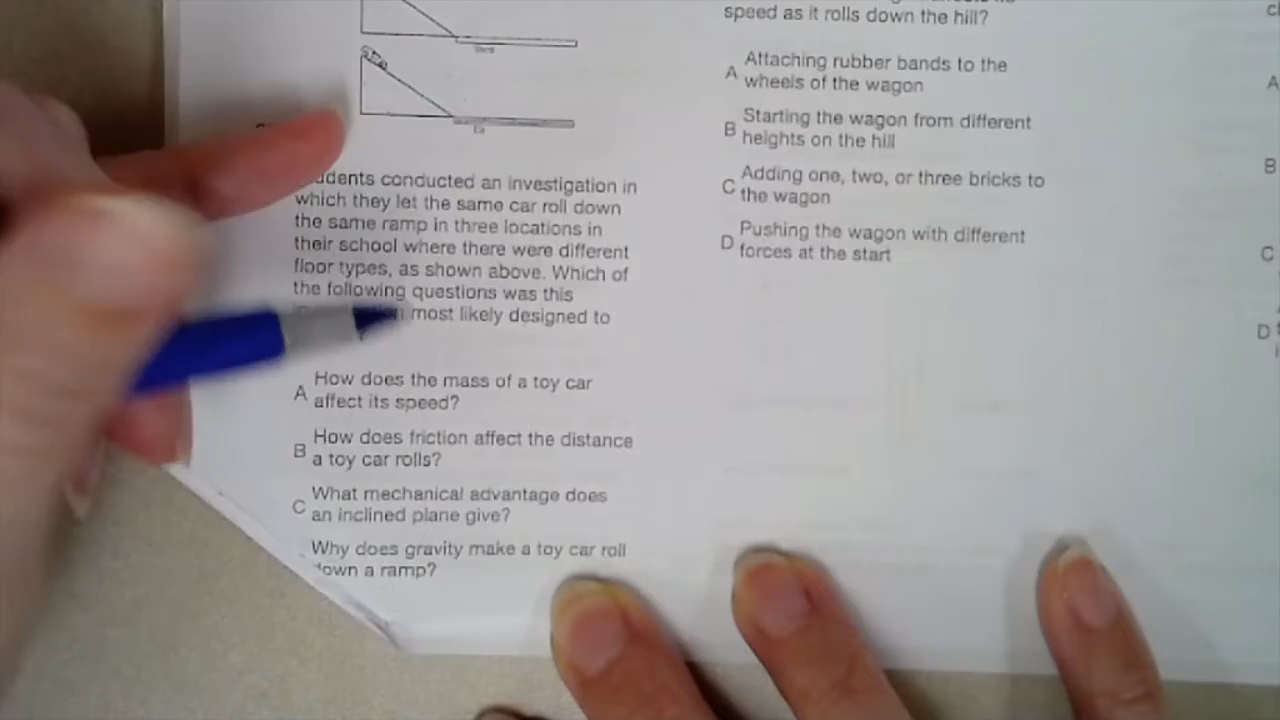 udents conducted an investigation in
which they let the same car roll down
the same ramp in three locations in
their school where there were different
floor types, as shown above. Which of
the following questions was this
most likely designed to
A How does the mass of a toy car
affect its speed?
B How does friction affect the distance
a toy car rolls?
C What mechanical advantage does
an inclined plane give?
Why does gravity make a toy car roll
own a ramp?
speed as it rolls down the hill?
A Attaching rubber bands to the
wheels of the wagon
B Starting the wagon from different
heights on the hill
C Adding one, two, or three bricks to
the wagon
D Pushing the wagon with different
forces at the start
A
B
C
D